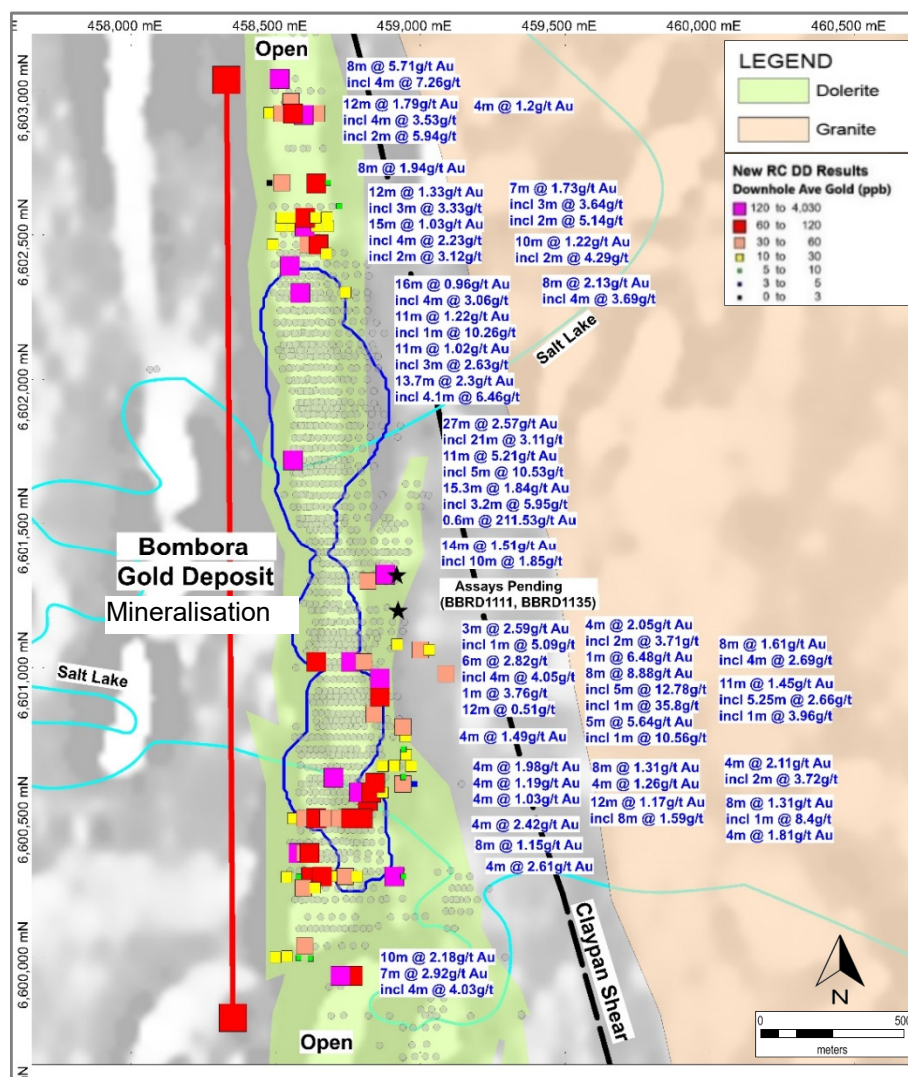 458,000 mE
458,500 mE
459,000 mE
459,500 mE
460,000 mE
460,500 mE
6,603,000 mN
6,602,500 mN
6,602,000 mN
6,601,500 mN
6,601,000 mN
6,600,500 mN
6,600,000 mN
Open
LEGEND
Dolerite
Granite
New RC DD Results
Downhole Ave Gold (ppb)
120 to 4,030
60 to 120
30 to 60
10 to 30
5 to 10
3 to 5
0 to 3
8m @ 5.71g/t Au
incl 4m @ 7.26g/t
12m @ 1.79g/t Au
incl 4m @ 3.53g/t
incl 2m @ 5.94g/t
4m @ 1.2g/t Au
8m @ 1.94g/t Au
12m @ 1.33g/t Au
incl 3m @ 3.33g/t
15m @ 1.03g/t Au
incl 4m @ 2.23g/t
incl 2m @ 3.12g/t
7m @ 1.73g/t Au
incl 3m @ 3.64g/t
incl 2m @ 5.14g/t
10m @ 1.22g/t Au
incl 2m @ 4.29g/t
8m @ 2.13g/t Au
incl 4m @ 3.69g/t
16m @ 0.96g/t Au
incl 4m @ 3.06g/t
11m @ 1.22g/t Au
incl 1m @ 10.26g/t
11m @ 1.02g/t Au
incl 3m @ 2.63g/t
13.7m @ 2.3g/t Au
incl 4.1m @ 6.46g/t
Salt Lake
27m @ 2.57g/t Au
incl 21m @ 3.11g/t
11m @ 5.21g/t Au
incl 5m @ 10.53g/t
15.3m @ 1.84g/t Au
incl 3.2m @ 5.95g/t
0.6m @ 211.53g/t Au
14m @ 1.51g/t Au
incl 10m @ 1.85g/t
Bombora
Gold Deposit
Mineralisation
Assays Pending
(BBRD1111, BBRD1135)
Salt Lake
3m @ 2.59g/t Au
incl 1m @ 5.09g/t
6m @ 2.82g/t
incl 4m @ 4.05g/t
1m @ 3.76g/t
12m @ 0.51g/t
4m @ 1.49g/t Au
4m @ 2.05g/t Au
incl 2m @ 3.71g/t
1m @ 6.48g/t Au
8m @ 8.88g/t Au
incl 5m @ 12.78g/t
incl 1m @ 35.8g/t
5m @ 5.64g/t Au
incl 1m @ 10.56g/t
8m @ 1.61g/t Au
incl 4m @ 2.69g/t
11m @ 1.45g/t Au
incl 5.25m @ 2.66g/t
incl 1m @ 3.96g/t
4m @ 1.98g/t Au
4m @ 1.19g/t Au
4m @ 1.03g/t Au
4m @ 2.42g/t Au
8m @ 1.15g/t Au
4m @ 2.61g/t Au
8m @ 1.31g/t Au
4m @ 1.26g/t Au
12m @ 1.17g/t Au
incl 8m @ 1.59g/t
4m @ 2.11g/t Au
incl 2m @ 3.72g/t
8m @ 1.31g/t Au
incl 1m @ 8.4g/t
4m @ 1.81g/t Au
10m @ 2.18g/t Au
7m @ 2.92g/t Au
incl 4m @ 4.03g/t
Claypan Shear
Open
N
0
500
meters